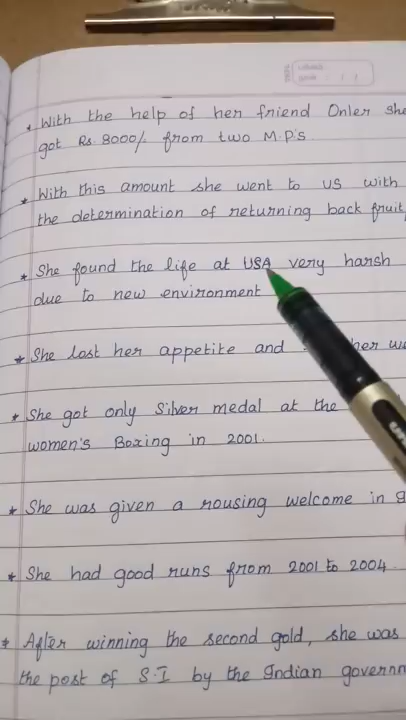 * With the help of her friend Onler she
got Rs. 8000/- from two M.P's.
* With this amount she went to US with
the determination of returning back fruit
* She found the life at USA very harsh
due to new environment
* She lost her appetite and her
* She got only Silver medal at the
women's Boxing in 2001.
* She was given a rousing welcome in
* She had good runs from 2001 to 2004.
* After winning the second gold, she was
the post of S.I by the Indian governm